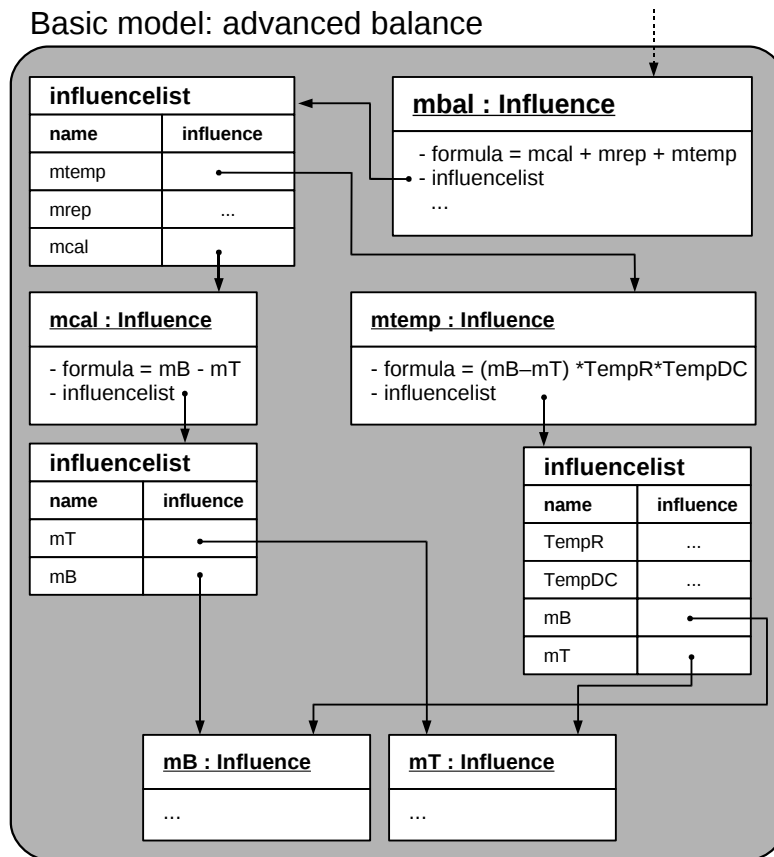 Basic model: advanced balance
influencelist
name influence
mtemp
mrep ...
mcal
mbal : Influence
- formula = mcal + mrep + mtemp
- influencelist
...
mcal : Influence
- formula = mB - mT
- influencelist
mtemp : Influence
- formula = (mB–mT) *TempR*TempDC
- influencelist
influencelist
name influence
mT
mB
influencelist
name influence
TempR ...
TempDC ...
mB
mT
mB : Influence
...
mT : Influence
...